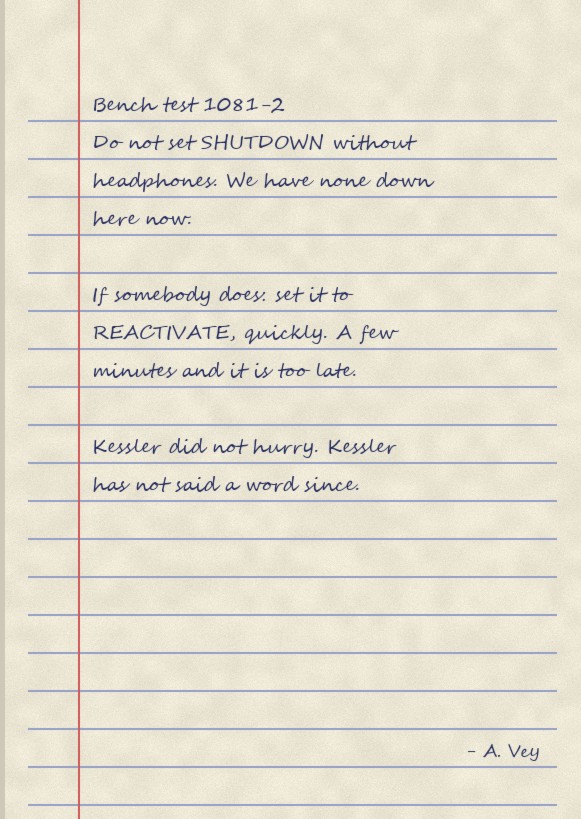 Bench test 1081-2
Do not set SHUTDOWN without
headphones. We have none down
here now.
If somebody does: set it to
REACTIVATE, quickly. A few
minutes and it is too late.
Kessler did not hurry. Kessler
has not said a word since.
- A. Vey